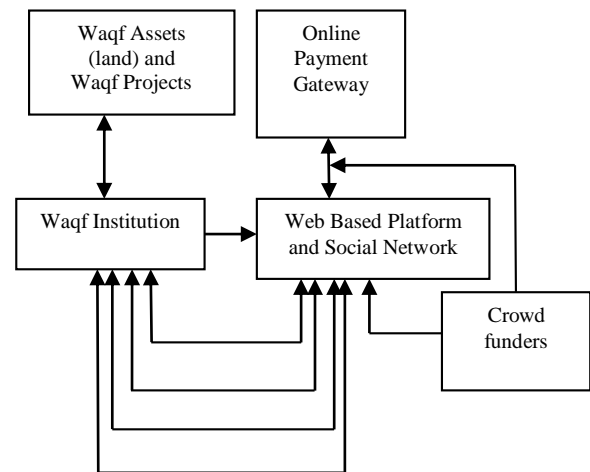 Waqf Assets
(land) and
Waqf Projects
Online
Payment
Gateway
Waqf Institution
Web Based Platform
and Social Network
Crowd
funders